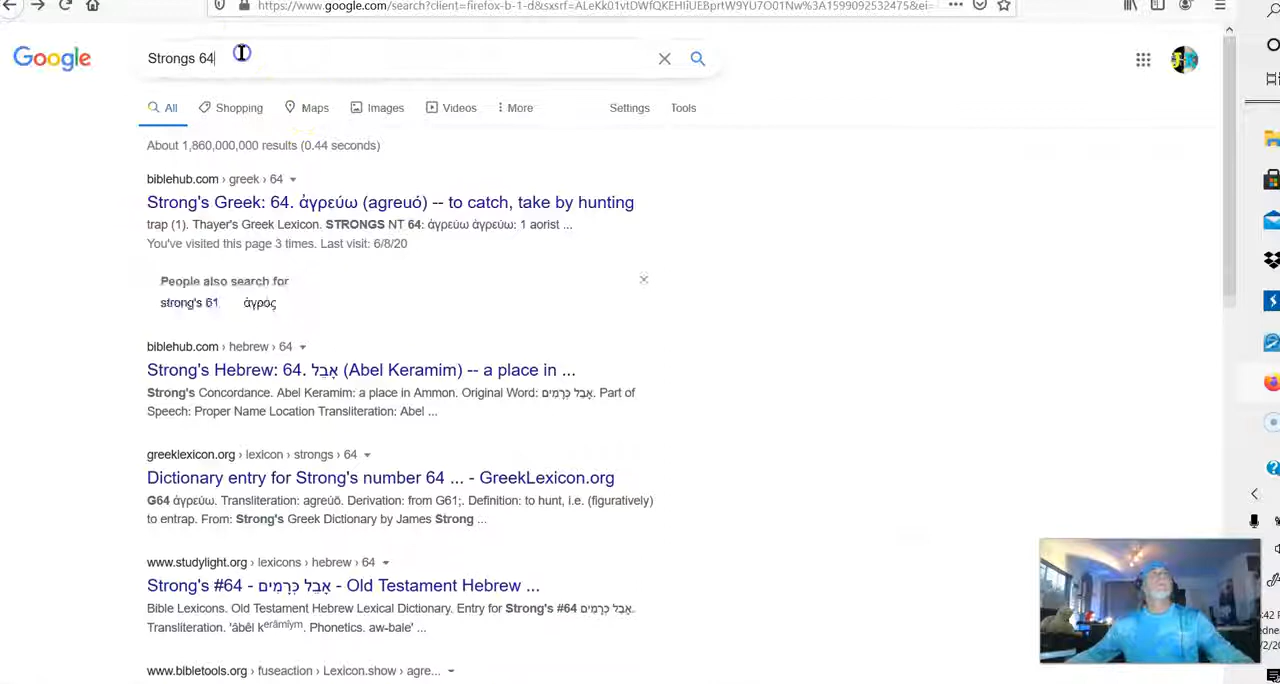 https://www.google.com/search?client=firefox-b-1-d&sxsrf=ALeKk01vtDWfQKEHIiUEBprtW9YU7O01Nw%3A1599092532475&ei=
Google
Strongs 64
All
Shopping
Maps
Images
Videos
More
Settings
Tools
About 1,860,000,000 results (0.44 seconds)
biblehub.com › greek › 64
Strong's Greek: 64. ἀγρεύω (agreuó) -- to catch, take by hunting
trap (1). Thayer's Greek Lexicon. STRONGS NT 64: ἀγρεύω ἀγρεύω: 1 aorist ...
You've visited this page 3 times. Last visit: 6/8/20
People also search for
strong's 61
ἀγρός
biblehub.com › hebrew › 64
Strong's Hebrew: 64. אָבֵל (Abel Keramim) -- a place in ...
Strong's Concordance. Abel Keramim: a place in Ammon. Original Word: אָבֵל כְּרָמִים. Part of
Speech: Proper Name Location Transliteration: Abel ...
greeklexicon.org › lexicon › strongs › 64
Dictionary entry for Strong's number 64 ... - GreekLexicon.org
G64 ἀγρεύω. Transliteration: agreúō. Derivation: from G61;. Definition: to hunt, i.e. (figuratively)
to entrap. From: Strong's Greek Dictionary by James Strong ...
www.studylight.org › lexicons › hebrew › 64
Strong's #64 - אָבֵל כְּרָמִים - Old Testament Hebrew ...
Bible Lexicons. Old Testament Hebrew Lexical Dictionary. Entry for Strong's #64 אָבֵל כְּרָמִים.
Transliteration. 'âbêl kᵉrâmîym. Phonetics. aw-bale' ...
www.bibletools.org › fuseaction › Lexicon.show › agre...